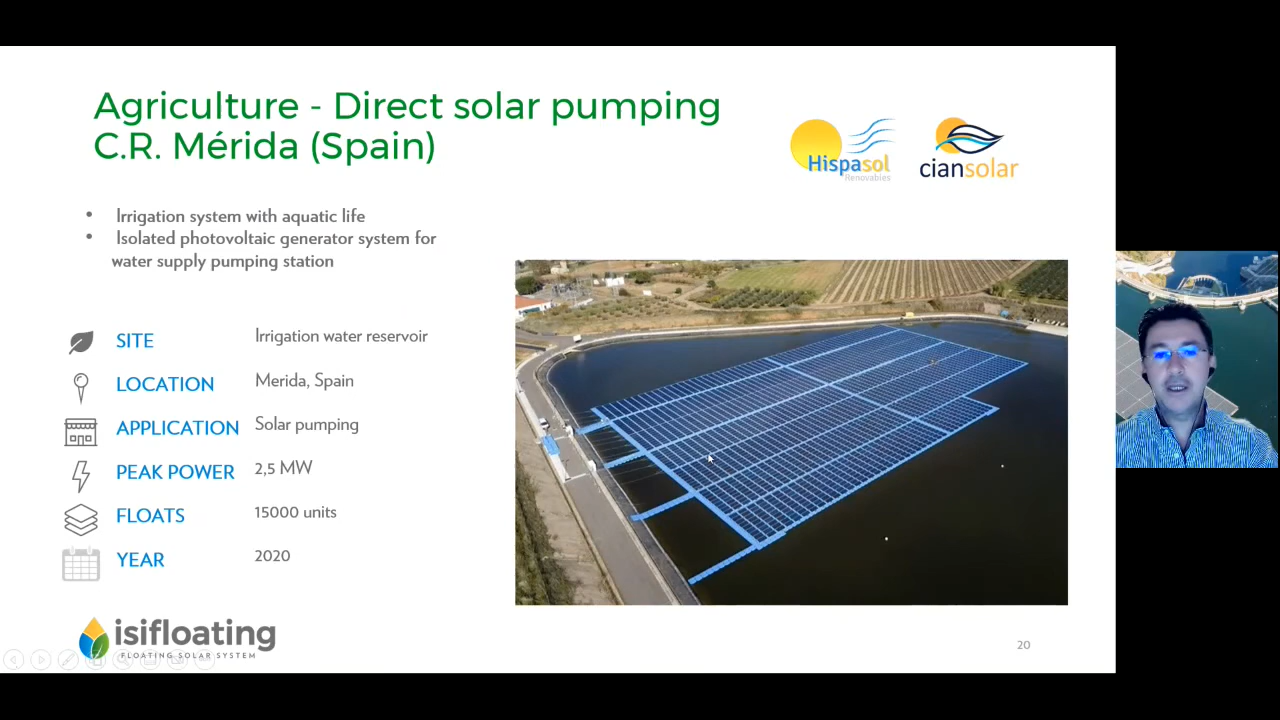 Agriculture - Direct solar pumping
C.R. Mérida (Spain)
Hispasol
Renovables
ciansolar
• Irrigation system with aquatic life
• Isolated photovoltaic generator system for
water supply pumping station
SITE Irrigation water reservoir
LOCATION Merida, Spain
APPLICATION Solar pumping
PEAK POWER 2,5 MW
FLOATS 15000 units
YEAR 2020
isifloating
FLOATING SOLAR SYSTEM
20